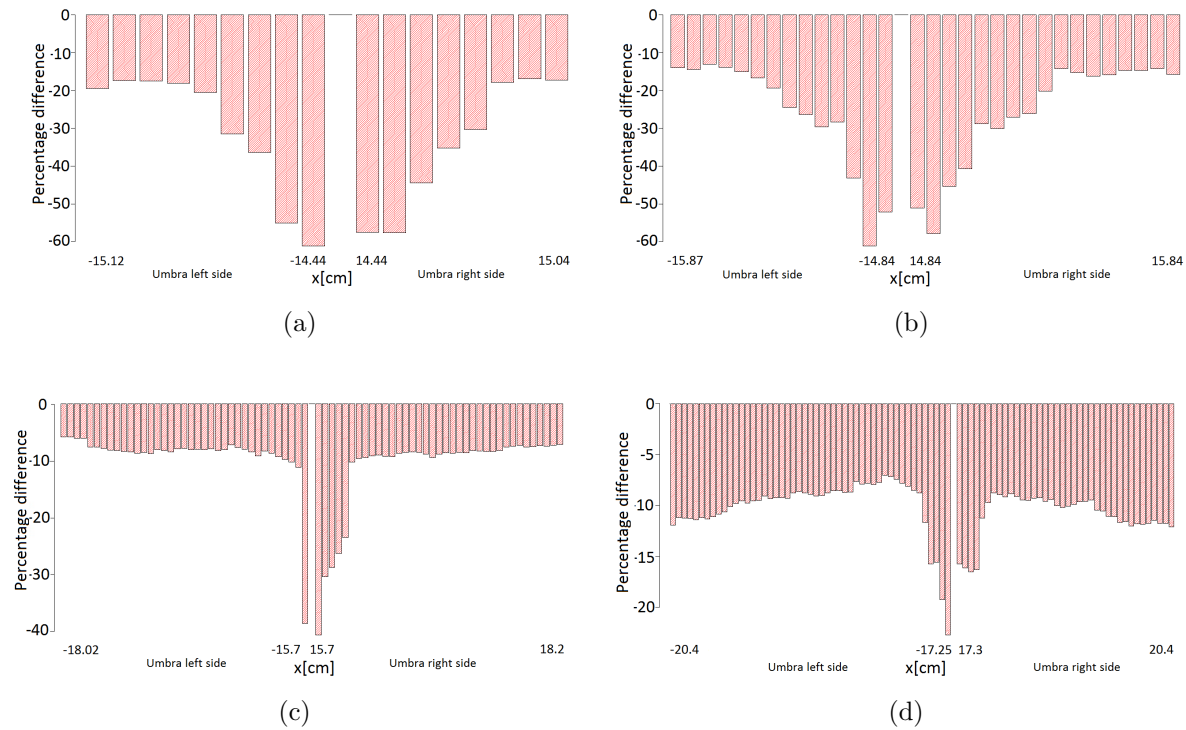 0
-10
-20
-30
-40
-50
-60
Percentage difference
-15.12
-14.44
14.44
15.04
Umbra left side
Umbra right side
x[cm]
(a)
0
-10
-20
-30
-40
-50
-60
Percentage difference
-15.87
-14.84
14.84
15.84
Umbra left side
Umbra right side
x[cm]
(b)
0
-10
-20
-30
-40
Percentage difference
-18.02
-15.7
15.7
18.2
Umbra left side
Umbra right side
x[cm]
(c)
0
-5
-10
-15
-20
Percentage difference
-20.4
-17.25
17.3
20.4
Umbra left side
Umbra right side
x[cm]
(d)